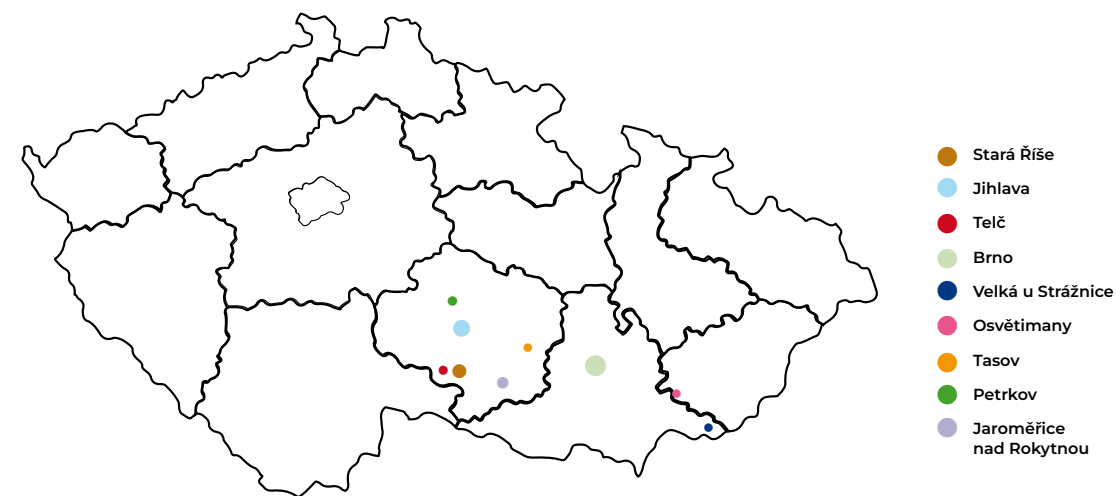 Stará Říše
Jihlava
Telč
Brno
Velká u Strážnice
Osvětimany
Tasov
Petrkov
Jaroměřice
nad Rokytnou